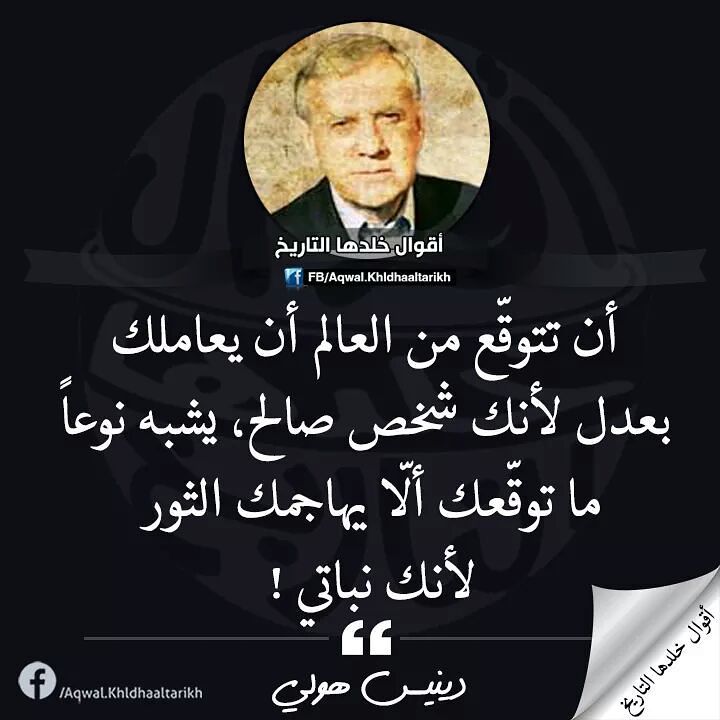 أقوال خلدها التاريخ
FB/Aqwal.Khldhaaltarikh
أن تتوقّع من العالم أن يعاملك
بعدل لأنك شخص صالح، يشبه نوعاً
ما توقّعك ألّا يهاجمك الثور
لأنك نباتي !
دينيس هولي
/Aqwal.Khldhaaltarikh
أقوال خلدها التاريخ